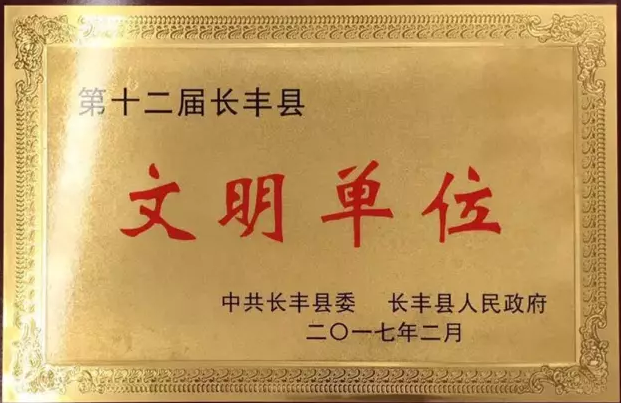 第十二届长丰县
文明单位
中共长丰县委 长丰县人民政府
二〇一七年二月